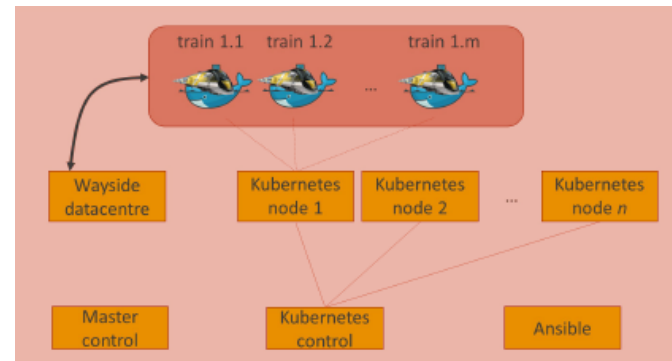 train 1.1 train 1.2 train 1.m
...
Wayside
datacentre
Kubernetes
node 1
Kubernetes
node 2
...
Kubernetes
node n
Master
control
Kubernetes
control
Ansible